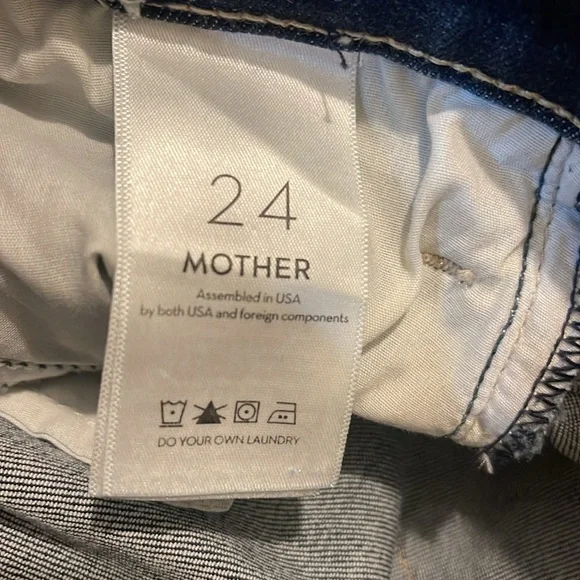 24
MOTHER
Assembled in USA
by both USA and foreign components
DO YOUR OWN LAUNDRY